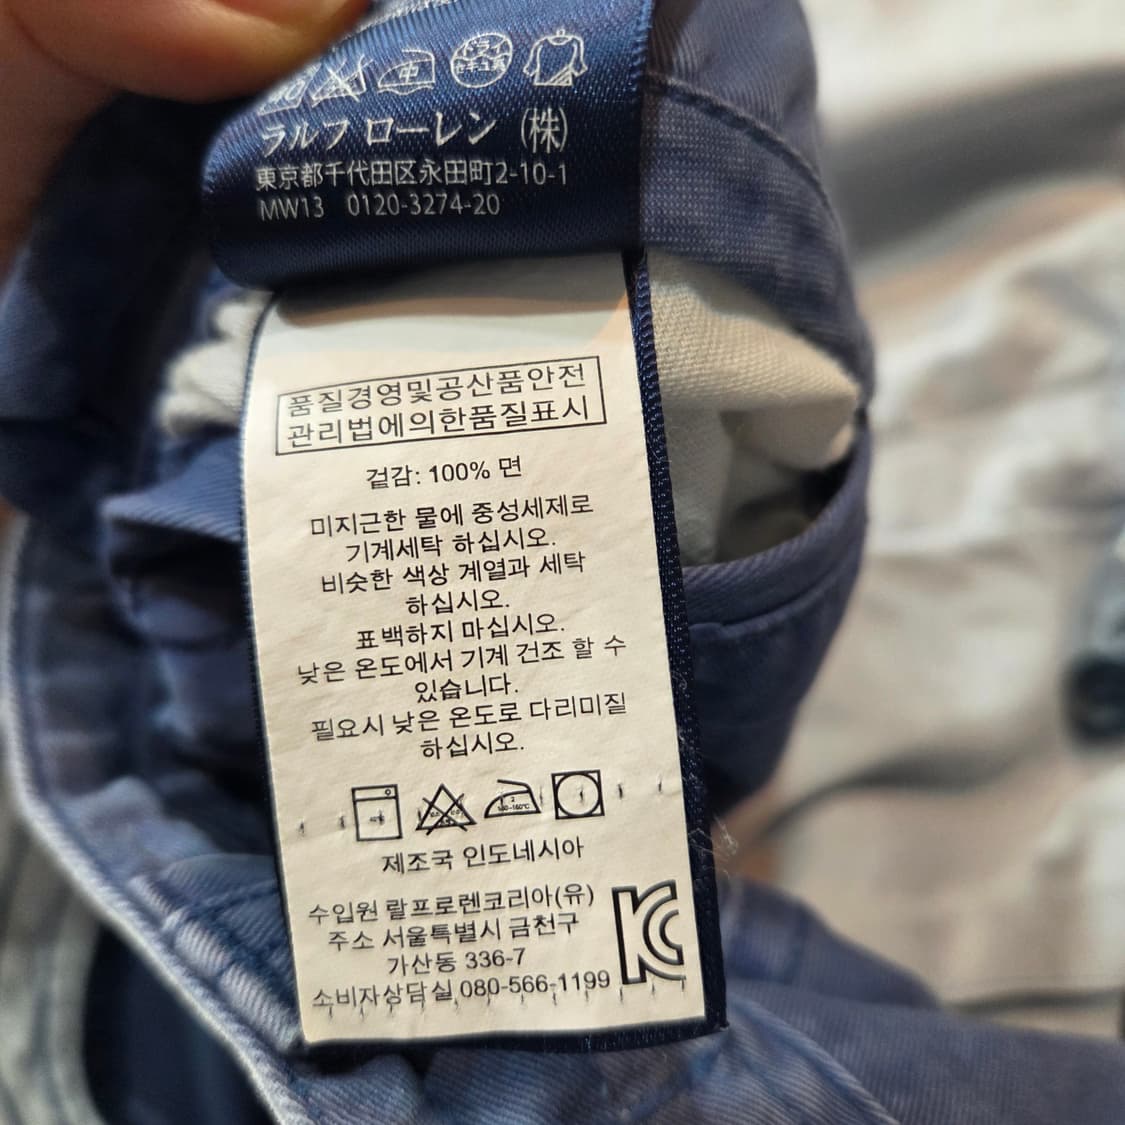 ドライ
セキユ系
ラルフ ローレン (株)
東京都千代田区永田町2-10-1
MW13 0120-3274-20
품질경영및공산품안전
관리법에의한품질표시
겉감: 100% 면
미지근한 물에 중성세제로
기계세탁 하십시오.
비슷한 색상 계열과 세탁
하십시오.
표백하지 마십시오.
낮은 온도에서 기계 건조 할 수
있습니다.
필요시 낮은 온도로 다리미질
하십시오.
제조국 인도네시아
수입원 랄프로렌코리아(유)
주소 서울특별시 금천구
가산동 336-7
소비자상담실 080-566-1199